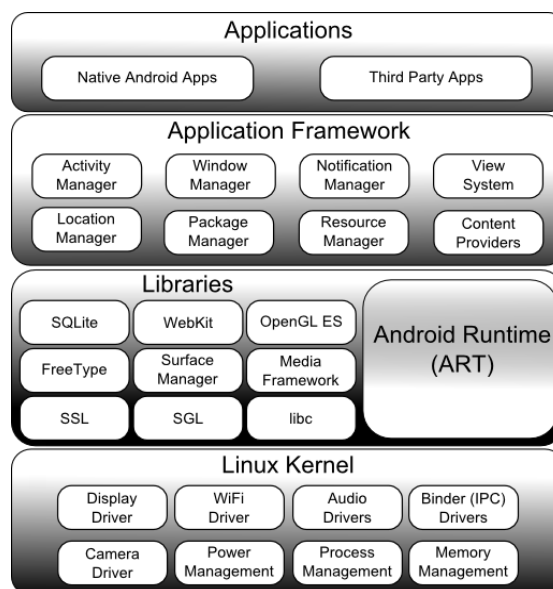 Applications
Native Android Apps
Third Party Apps
Application Framework
Activity
Manager
Window
Manager
Notification
Manager
View
System
Location
Manager
Package
Manager
Resource
Manager
Content
Providers
Libraries
SQLite
WebKit
OpenGL ES
FreeType
Surface
Manager
Media
Framework
SSL
SGL
libc
Android Runtime
(ART)
Linux Kernel
Display
Driver
WiFi
Driver
Audio
Drivers
Binder (IPC)
Drivers
Camera
Driver
Power
Management
Process
Management
Memory
Management